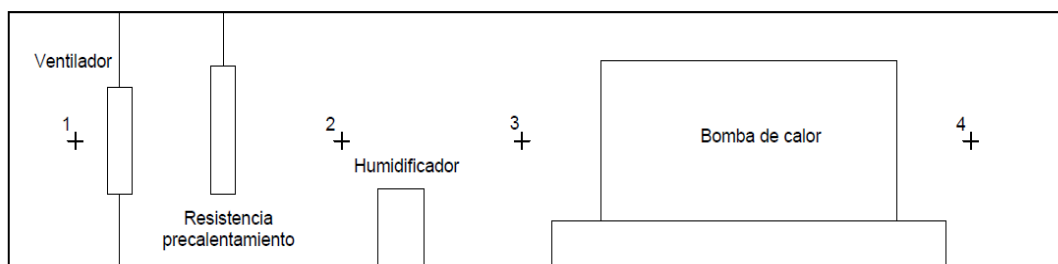 Ventilador
1
2
3
4
Bomba de calor
Humidificador
Resistencia
precalentamiento